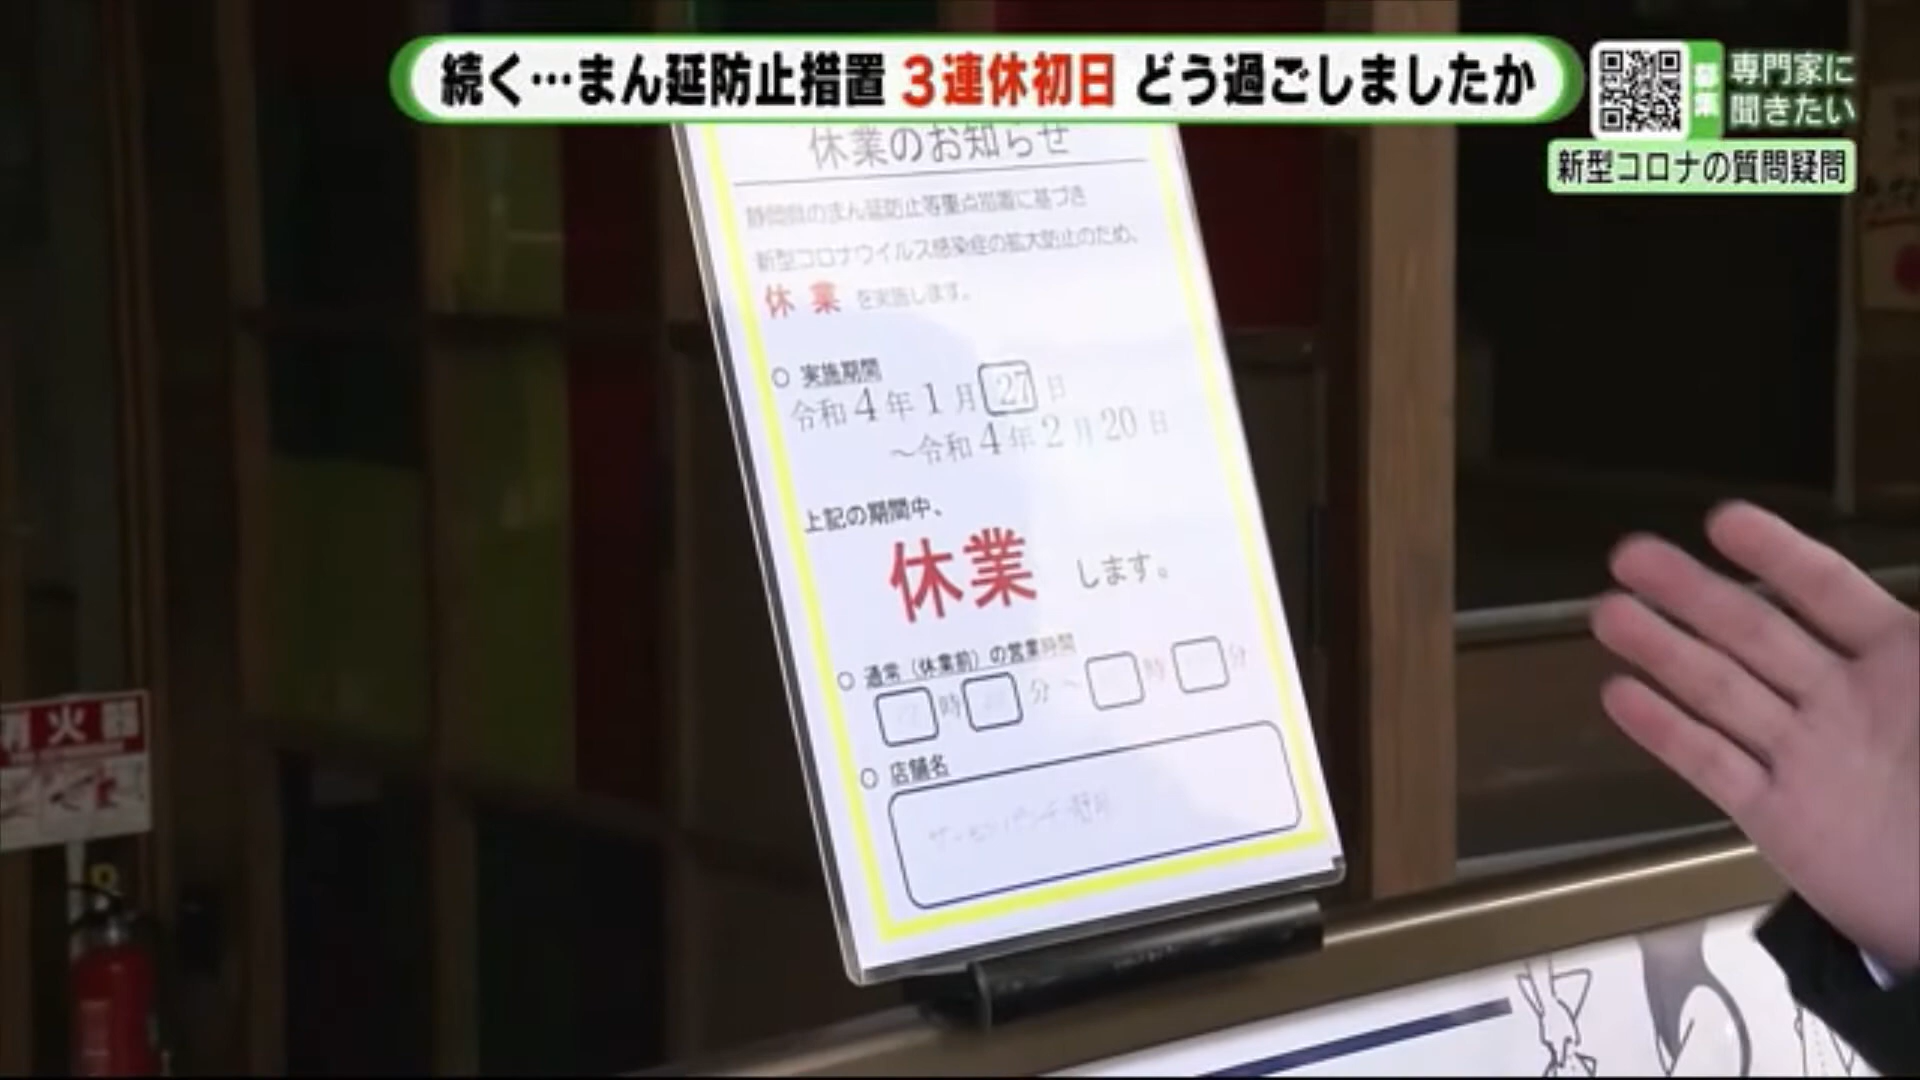 続く…まん延防止措置 3連休初日 どう過ごしましたか
募集
専門家に
聞きたい
新型コロナの質問疑問
休業のお知らせ
静岡県のまん延防止等重点措置に基づき
新型コロナウイルス感染症の拡大防止のため、
休業 を実施します。
○ 実施期間
令和4年1月27日
～令和4年2月20日
上記の期間中、
休業 します。
○ 通常（休業前）の営業時間
時 分～ 時 分
○ 店舗名
消火器